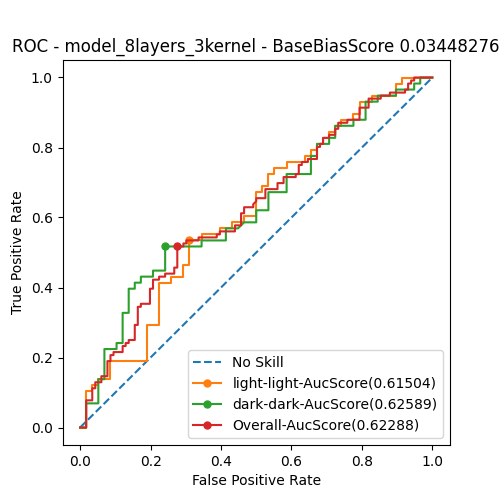 ROC - model_8layers_3kernel - BaseBiasScore 0.03448276
1.0
0.8
0.6
0.4
0.2
0.0
True Positive Rate
No Skill
light-light-AucScore(0.61504)
dark-dark-AucScore(0.62589)
Overall-AucScore(0.62288)
0.0 0.2 0.4 0.6 0.8 1.0
False Positive Rate